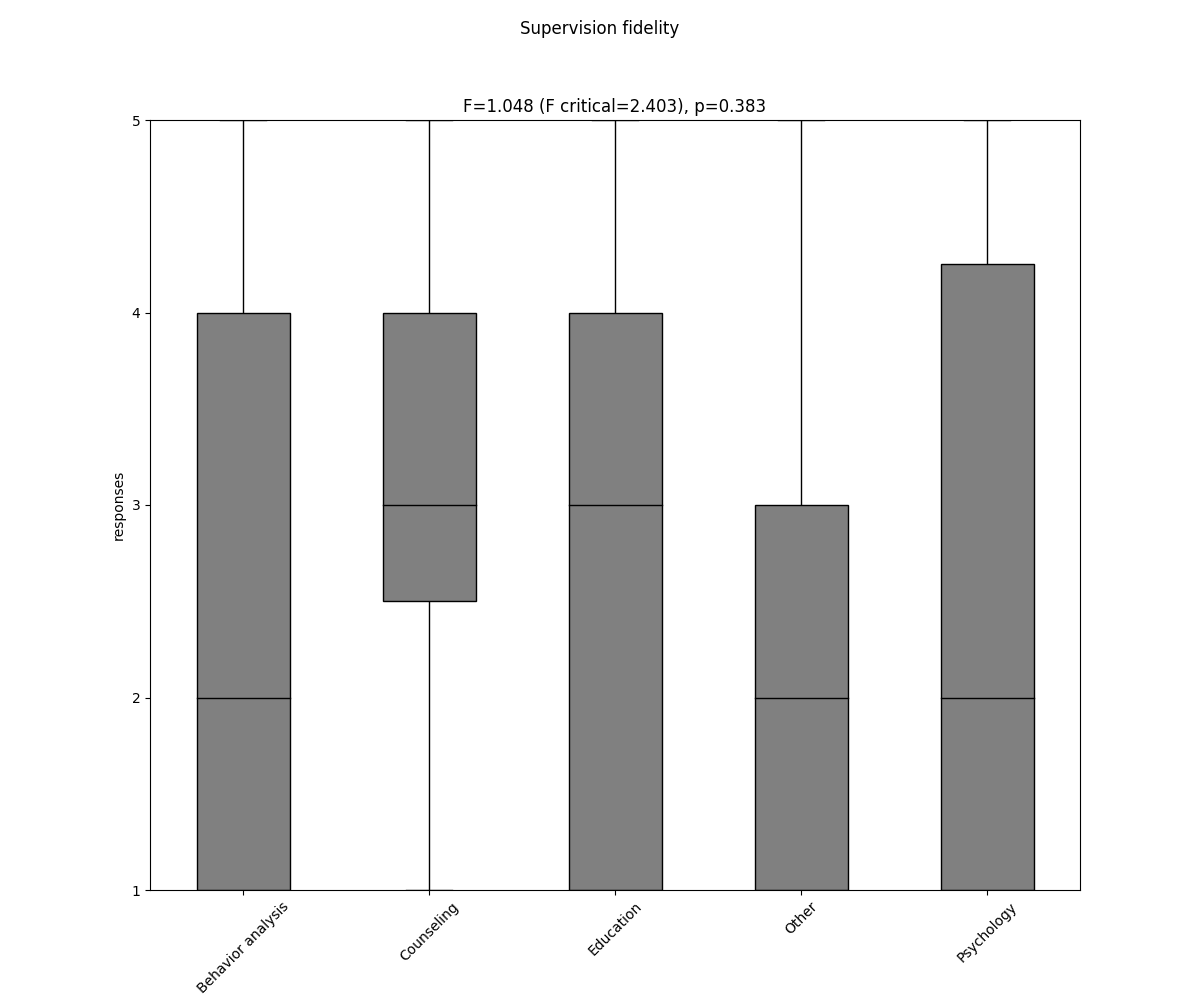 Supervision fidelity
F=1.048 (F critical=2.403), p=0.383
5
4
3
2
1
responses
Behavior analysis
Counseling
Education
Other
Psychology